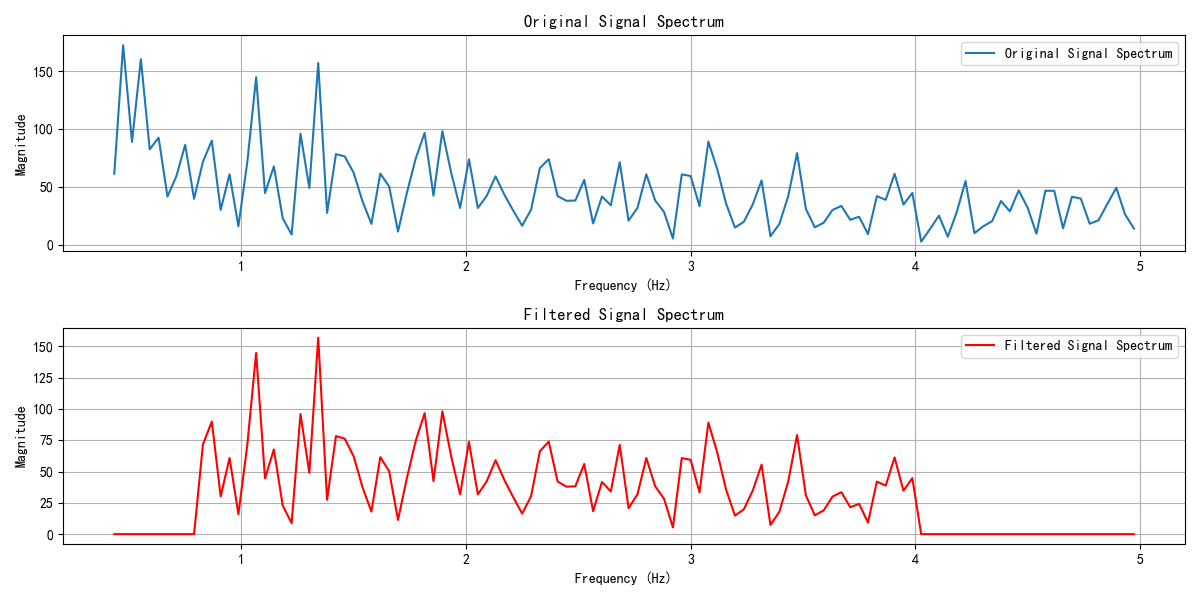 Original Signal Spectrum
Original Signal Spectrum
150
100
50
0
Magnitude
1 2 3 4 5
Frequency (Hz)
Filtered Signal Spectrum
Filtered Signal Spectrum
150
125
100
75
50
25
0
Magnitude
1 2 3 4 5
Frequency (Hz)